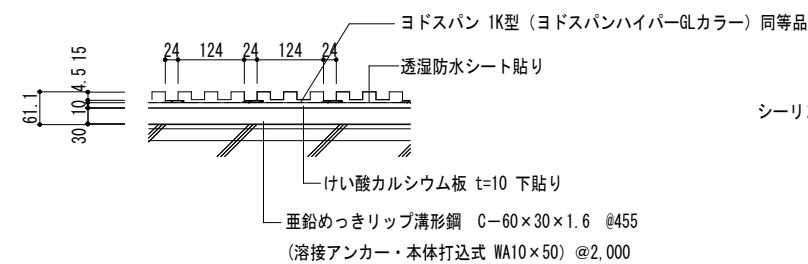 ヨドスパン 1K型（ヨドスパンハイパーGLカラー）同等品
24 124 24 124 24
透湿防水シート貼り
15
4.5
10
30
61.1
シーリン
けい酸カルシウム板 t=10 下貼り
亜鉛めっきリップ溝形鋼 C－60×30×1.6 @455
(溶接アンカー・本体打込式 WA10×50) @2,000